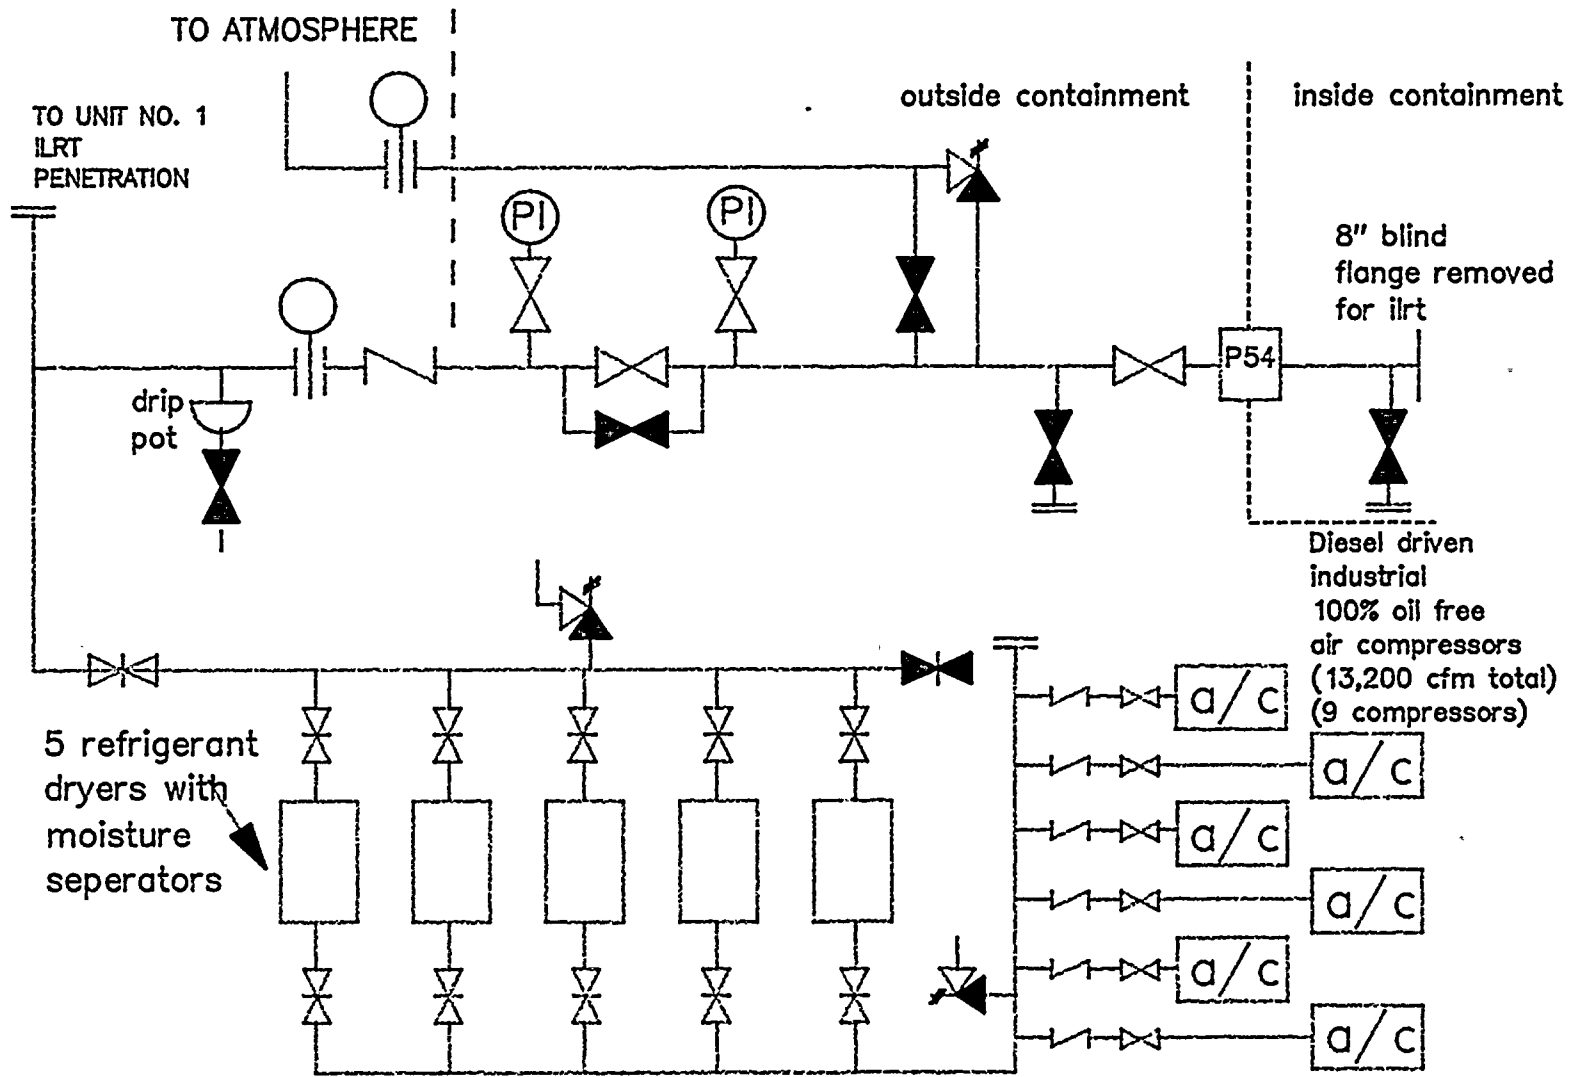 TO ATMOSPHERE
TO UNIT NO. 1
ILRT
PENETRATION
outside containment
inside containment
PI
PI
8" blind
flange removed
for ilrt
P54
drip
pot
Diesel driven
industrial
100% oil free
air compressors
(13,200 cfm total)
(9 compressors)
5 refrigerant
dryers with
moisture
seperators
a/c
a/c
a/c
a/c
a/c
a/c